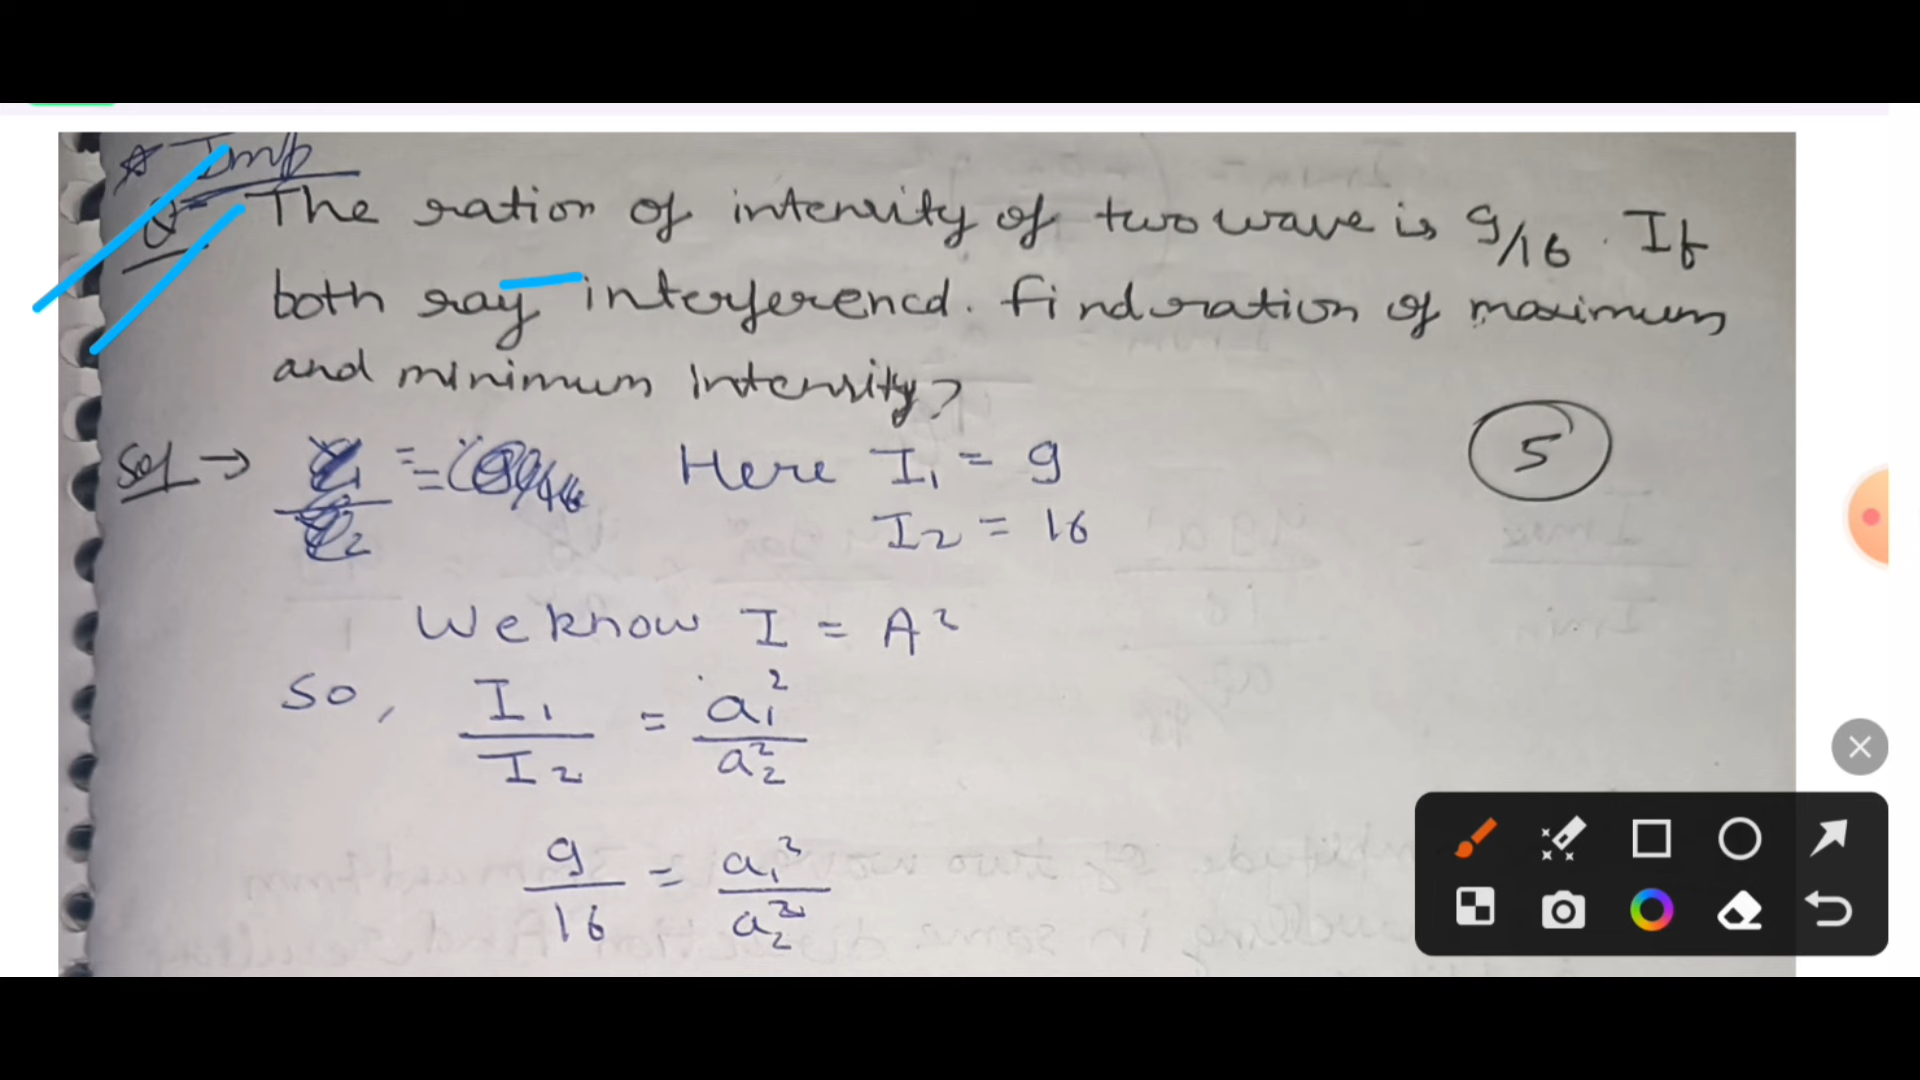 Imp
Q The ration of intensity of two wave is 9/16. If
both ray interferencd. find ration of maximum
and minimum intensity?
Sol → Here I₁ = 9
5
I₂ = 16
We know I = A²
So, I₁/I₂ = a₁²/a₂²
9/16 = a₁²/a₂²